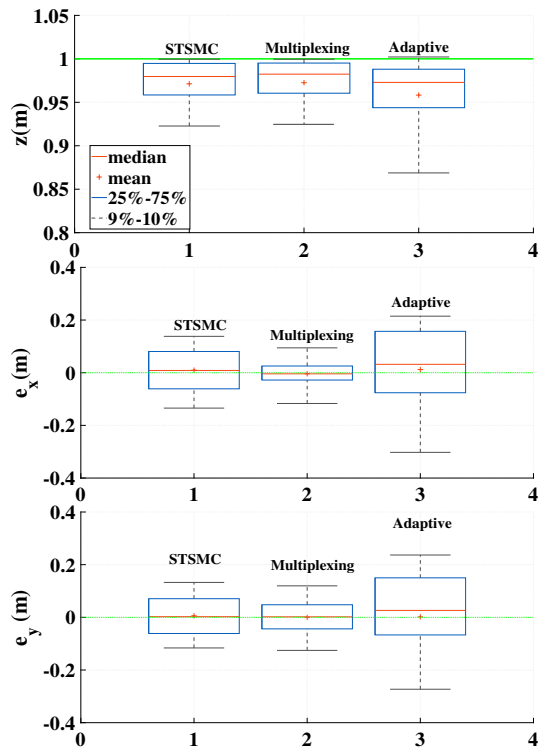 1.05
1
0.95
0.9
0.85
0.8
z(m)
STSMC
Multiplexing
Adaptive
median
mean
25%-75%
9%-10%
0
1
2
3
4
0.4
0.2
0
-0.2
-0.4
e_x(m)
STSMC
Multiplexing
Adaptive
0
1
2
3
4
0.4
0.2
0
-0.2
-0.4
e_y (m)
STSMC
Multiplexing
Adaptive
0
1
2
3
4